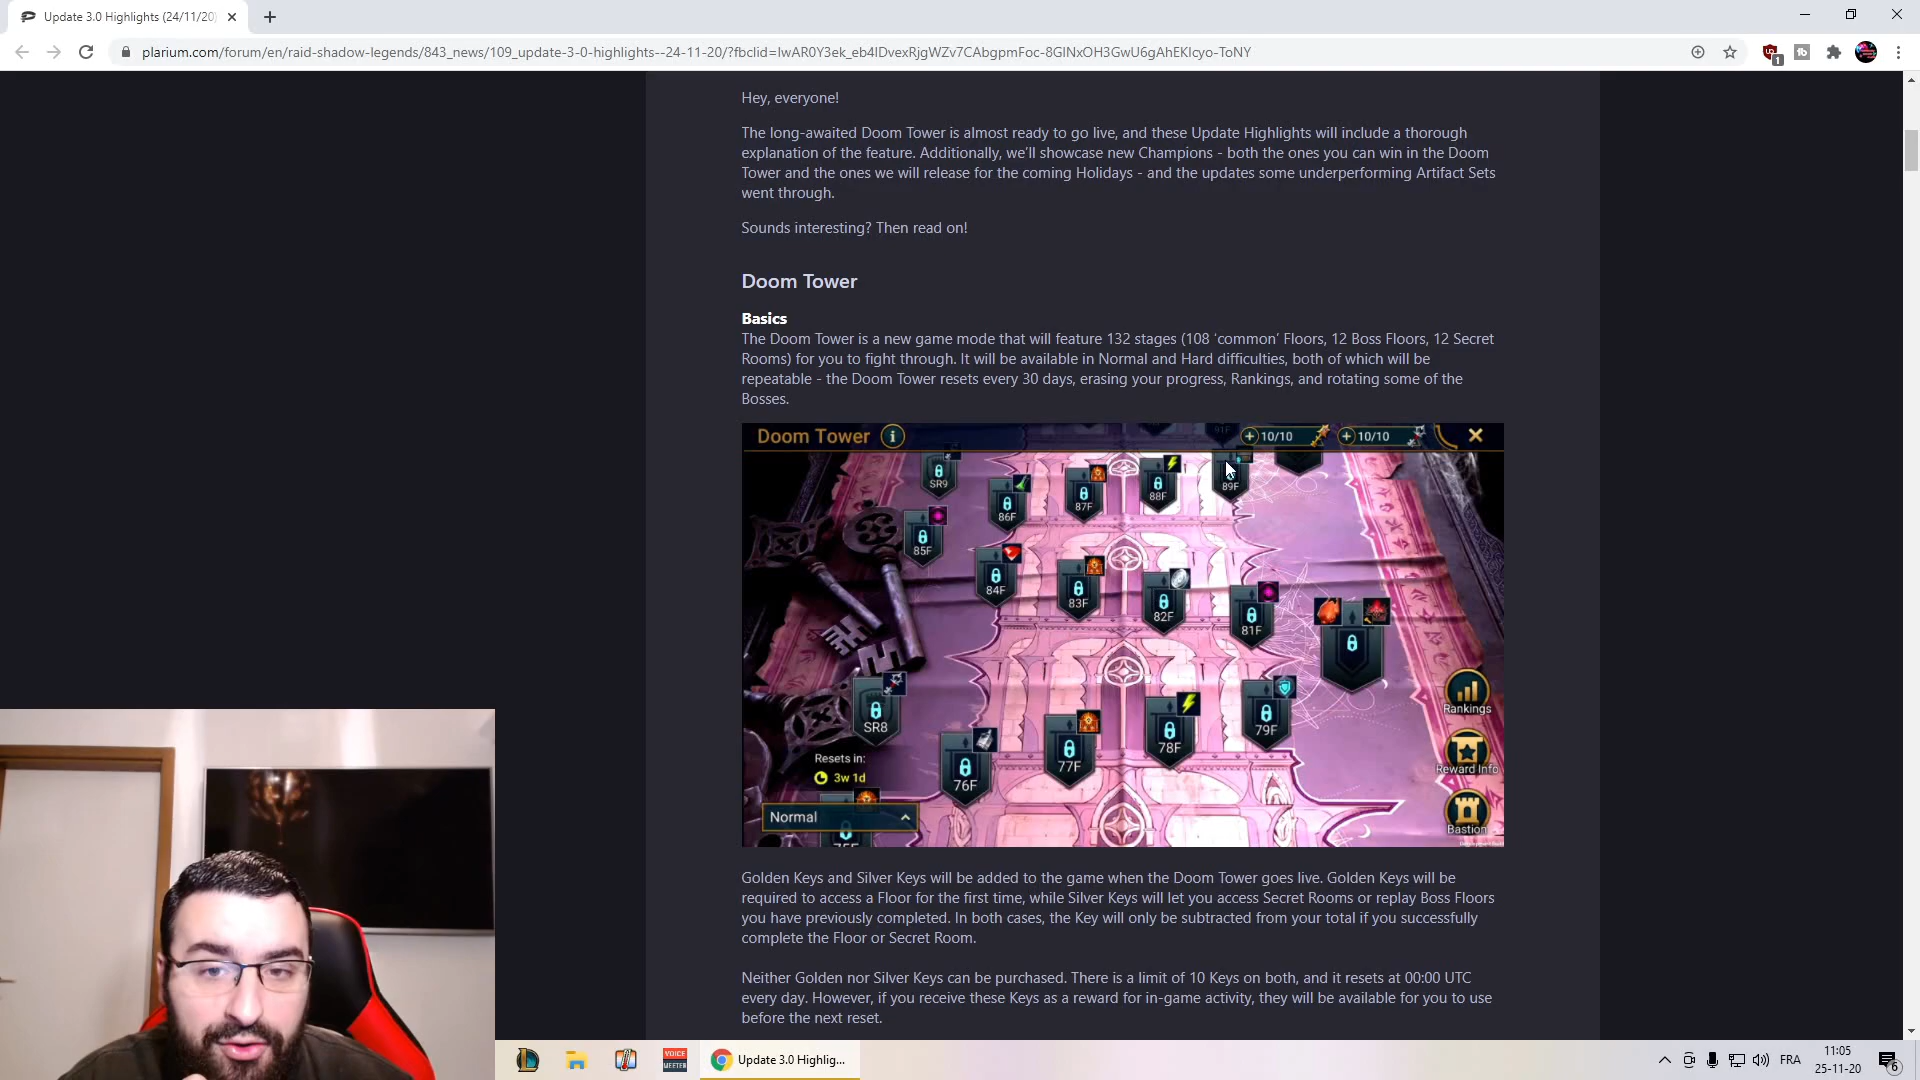 Update 3.0 Highlights (24/11/20)
plarium.com/forum/en/raid-shadow-legends/843_news/109_update-3-0-highlights--24-11-20/?fbclid=IwAR0Y3ek_eb4lDvexRjgWZv7CAbgpmFoc-8GlNxOH3GwU6gAhEKlcyo-ToNY
1
Hey, everyone!
The long-awaited Doom Tower is almost ready to go live, and these Update Highlights will include a thorough
explanation of the feature. Additionally, we'll showcase new Champions - both the ones you can win in the Doom
Tower and the ones we will release for the coming Holidays - and the updates some underperforming Artifact Sets
went through.
Sounds interesting? Then read on!
Doom Tower
Basics
The Doom Tower is a new game mode that will feature 132 stages (108 ‘common’ Floors, 12 Boss Floors, 12 Secret
Rooms) for you to fight through. It will be available in Normal and Hard difficulties, both of which will be
repeatable - the Doom Tower resets every 30 days, erasing your progress, Rankings, and rotating some of the
Bosses.
Doom Tower
10/10
10/10
91F
SR9
86F
87F
88F
89F
85F
84F
83F
82F
81F
SR8
76F
77F
78F
79F
Rankings
Resets in:
3w 1d
Reward Info
Normal
75F
Bastion
Golden Keys and Silver Keys will be added to the game when the Doom Tower goes live. Golden Keys will be
required to access a Floor for the first time, while Silver Keys will let you access Secret Rooms or replay Boss Floors
you have previously completed. In both cases, the Key will only be subtracted from your total if you successfully
complete the Floor or Secret Room.
Neither Golden nor Silver Keys can be purchased. There is a limit of 10 Keys on both, and it resets at 00:00 UTC
every day. However, if you receive these Keys as a reward for in-game activity, they will be available for you to use
before the next reset.
VOICE
MEETER
Update 3.0 Highlig...
FRA
11:05
25-11-20
6